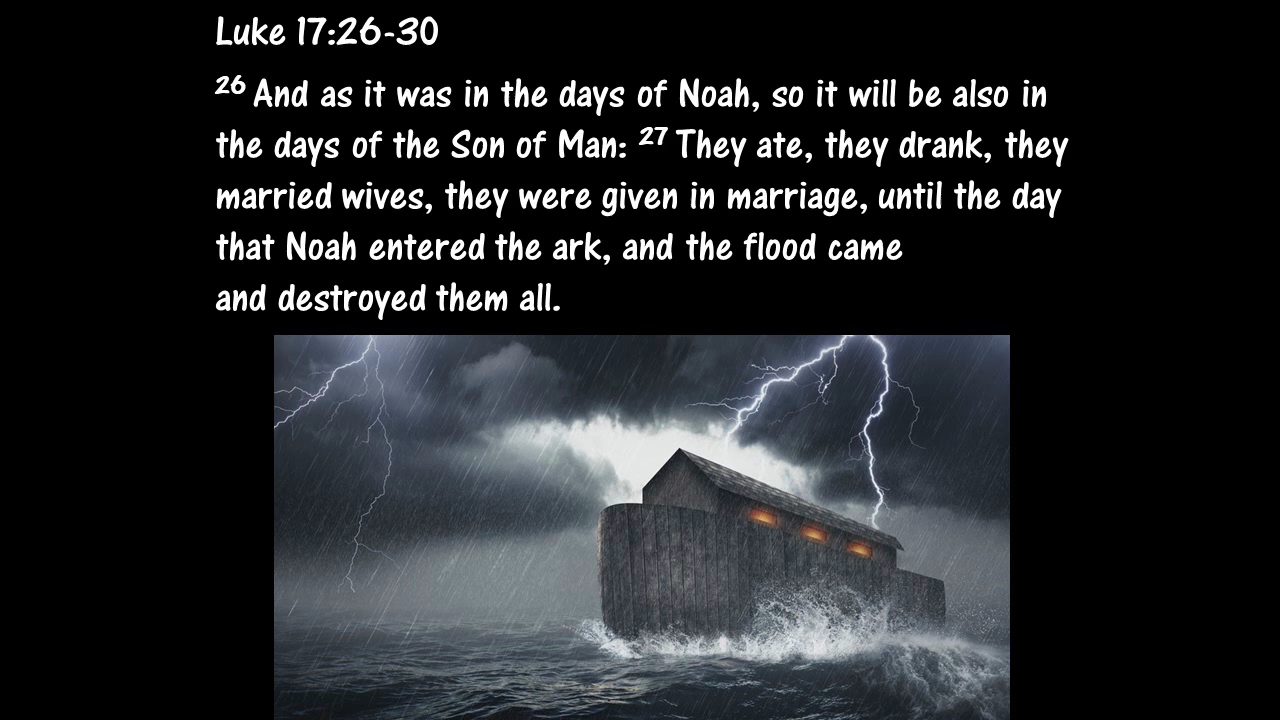 Luke 17:26-30
26 And as it was in the days of Noah, so it will be also in
the days of the Son of Man: 27 They ate, they drank, they
married wives, they were given in marriage, until the day
that Noah entered the ark, and the flood came
and destroyed them all.